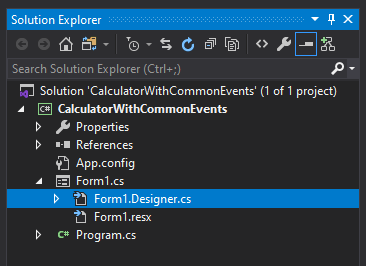 Solution Explorer
Search Solution Explorer (Ctrl+;)
Solution 'CalculatorWithCommonEvents' (1 of 1 project)
C# CalculatorWithCommonEvents
Properties
References
App.config
Form1.cs
Form1.Designer.cs
Form1.resx
C# Program.cs